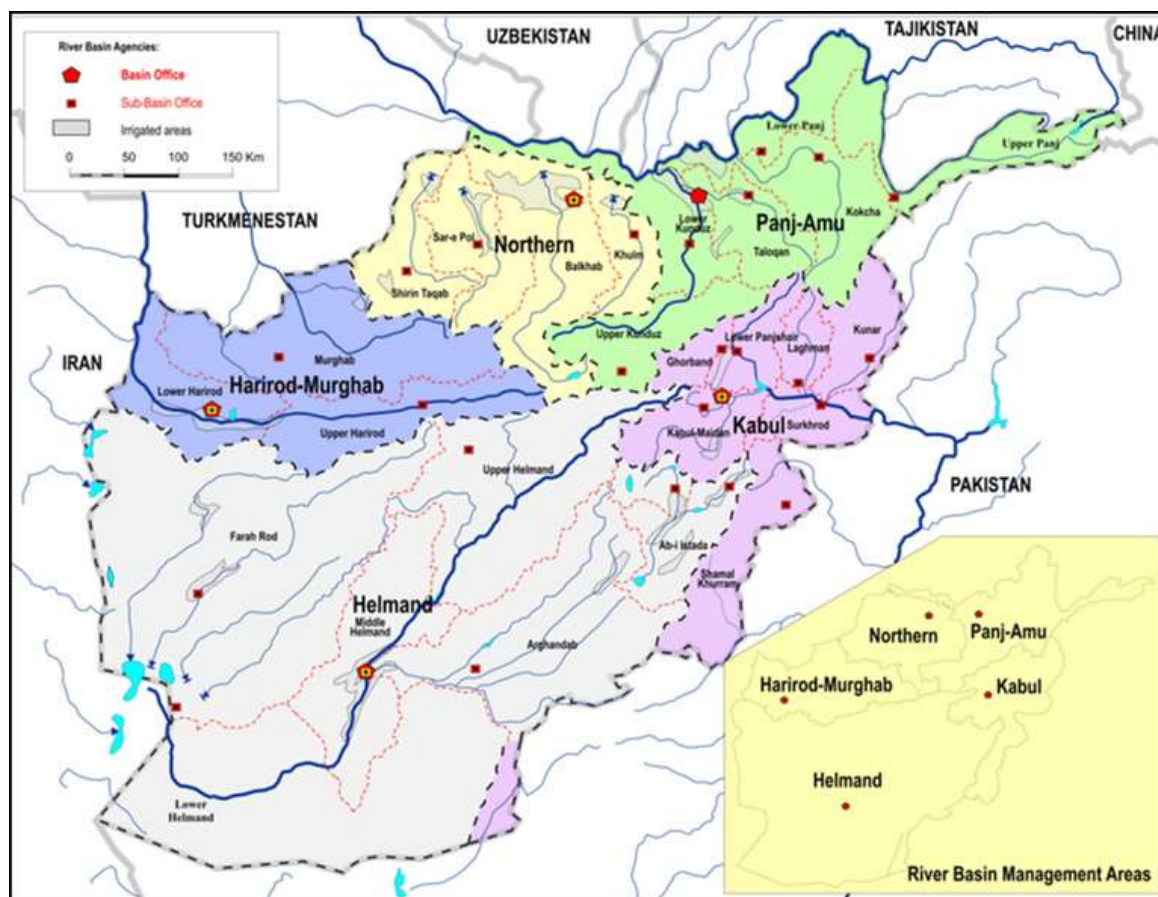 UZBEKISTAN
TAJIKISTAN
CHINA
River Basin Agencies:
Basin Office
Sub-Basin Office
Irrigated areas
0 50 100 150 Km
TURKMENESTAN
IRAN
PAKISTAN
Lower Panj
Upper Panj
Panj-Amu
Kokcha
Lower
Kunduz
Taloqan
Sar-e Pol
Northern
Khulm
Balkhab
Shirin Taqab
Upper Kunduz
Murghab
Harirod-Murghab
Lower Harirod
Upper Harirod
Ghorband
Lower Panjshair
Laghman
Kunar
Kabul
Kabul-Maidan
Surkhrod
Upper Helmand
Farah Rod
Ab-i Istada
Shamal
Khurrany
Helmand
Middle
Helmand
Arghandab
Lower
Helmand
Northern
Panj-Amu
Harirod-Murghab
Kabul
Helmand
River Basin Management Areas